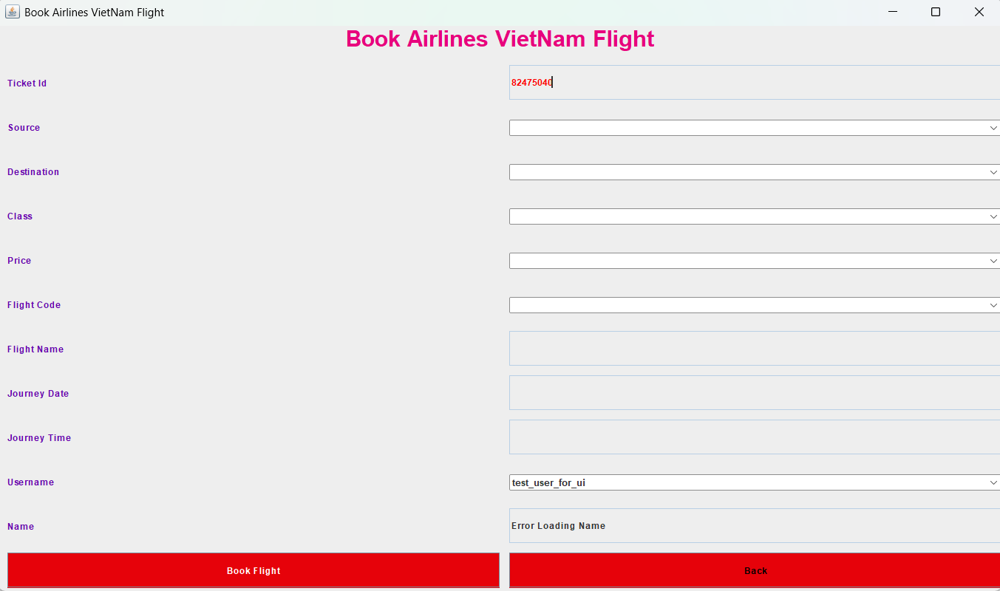 Book Airlines VietNam Flight
Book Airlines VietNam Flight
Ticket Id 82475040
Source
Destination
Class
Price
Flight Code
Flight Name
Journey Date
Journey Time
Username test_user_for_ui
Name Error Loading Name
Book Flight Back